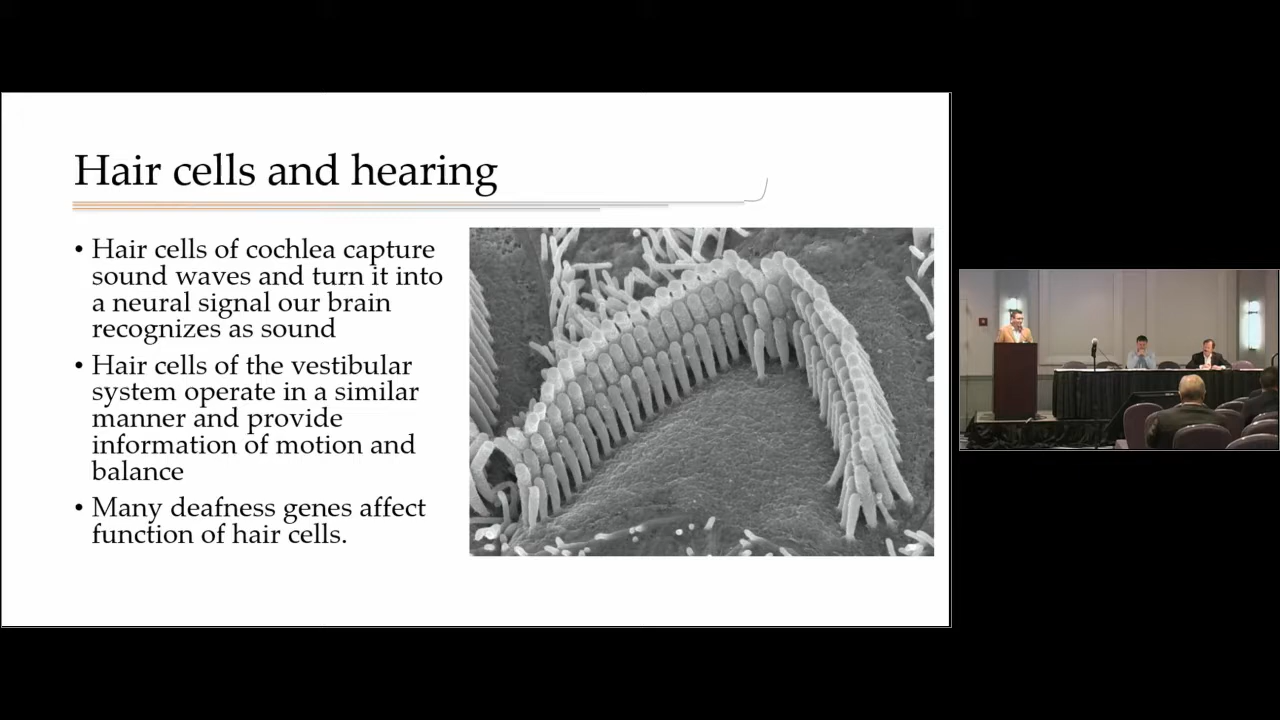 Hair cells and hearing
• Hair cells of cochlea capture
sound waves and turn it into
a neural signal our brain
recognizes as sound
• Hair cells of the vestibular
system operate in a similar
manner and provide
information of motion and
balance
• Many deafness genes affect
function of hair cells.